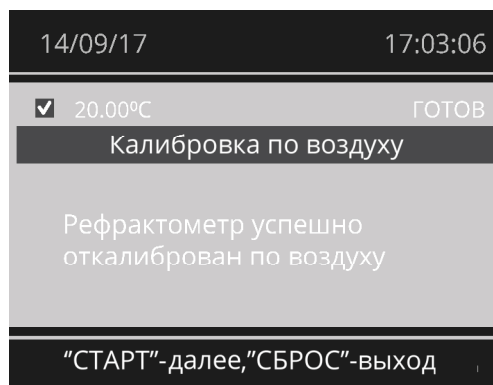 14/09/17 17:03:06
20.00ºC ГОТОВ
Калибровка по воздуху
Рефрактометр успешно
откалиброван по воздуху
“СТАРТ”-далее,”СБРОС”-выход